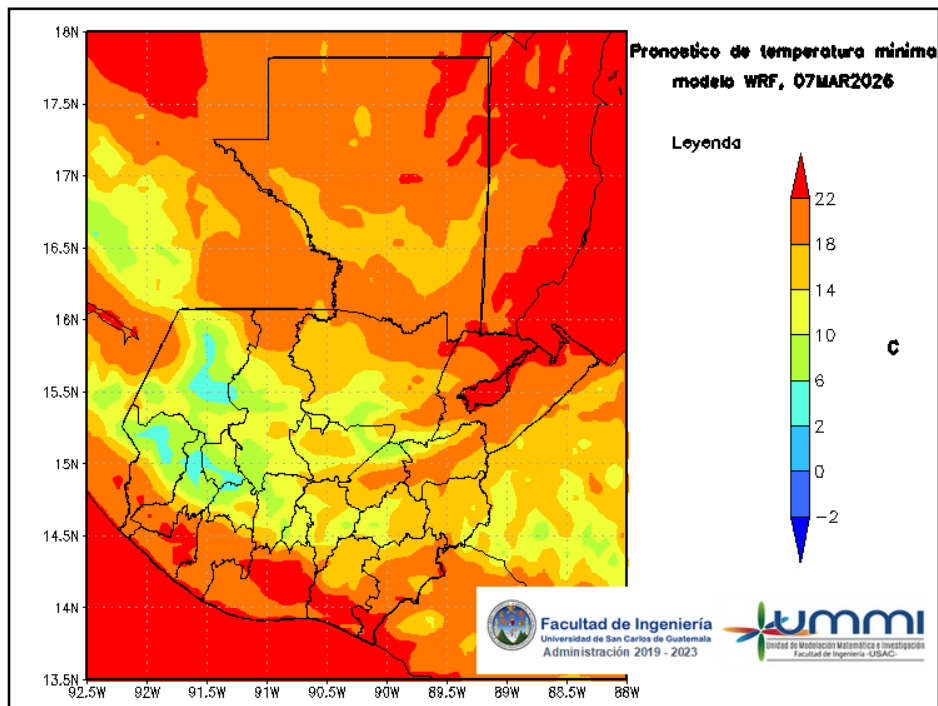 Pronostico de temperatura minima
modelo WRF, 07MAR2026
Leyenda
22
18
14
10
6
2
0
−2
C
18N
17.5N
17N
16.5N
16N
15.5N
15N
14.5N
14N
13.5N
92.5W 92W 91.5W 91W 90.5W 90W 89.5W 89W 88.5W 88W
Facultad de Ingeniería
Universidad de San Carlos de Guatemala
Administración 2019 - 2023
ummi
Unidad de Modelación Matemática e Investigación
Facultad de Ingeniería -USAC-